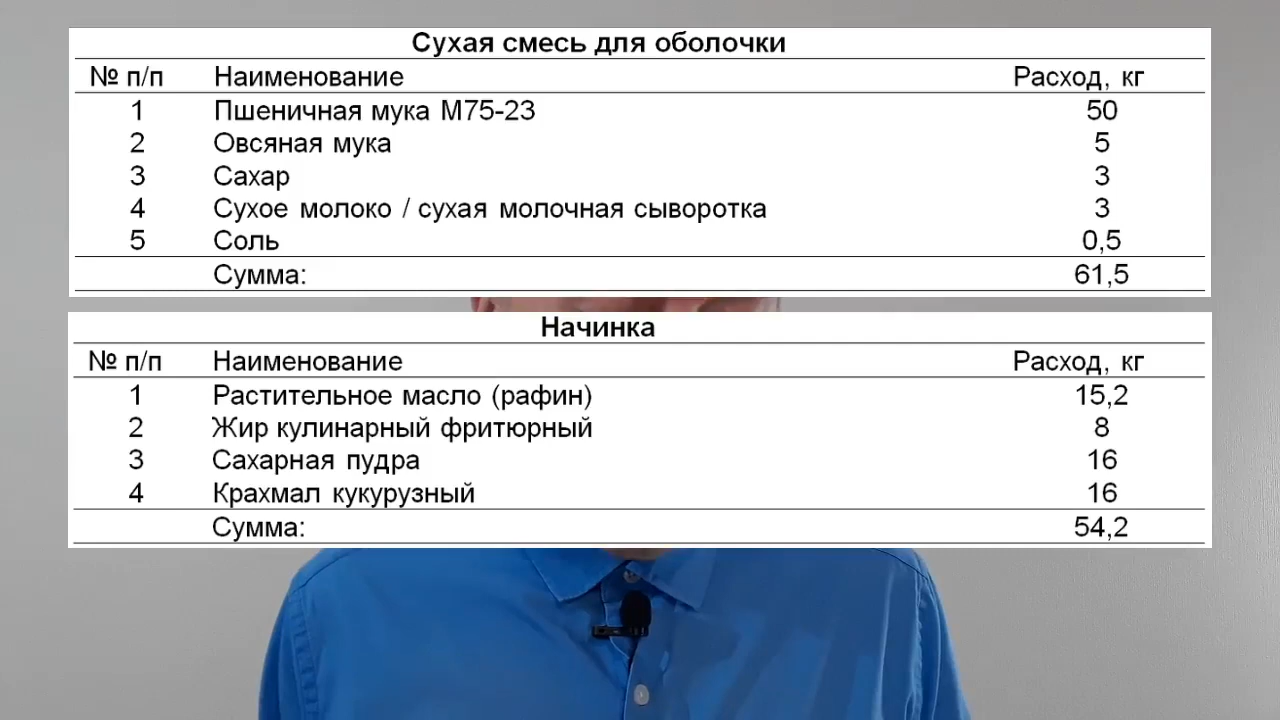 Сухая смесь для оболочки
№ п/п Наименование Расход, кг
1 Пшеничная мука М75-23 50
2 Овсяная мука 5
3 Сахар 3
4 Сухое молоко / сухая молочная сыворотка 3
5 Соль 0,5
Сумма: 61,5
Начинка
№ п/п Наименование Расход, кг
1 Растительное масло (рафин) 15,2
2 Жир кулинарный фритюрный 8
3 Сахарная пудра 16
4 Крахмал кукурузный 16
Сумма: 54,2